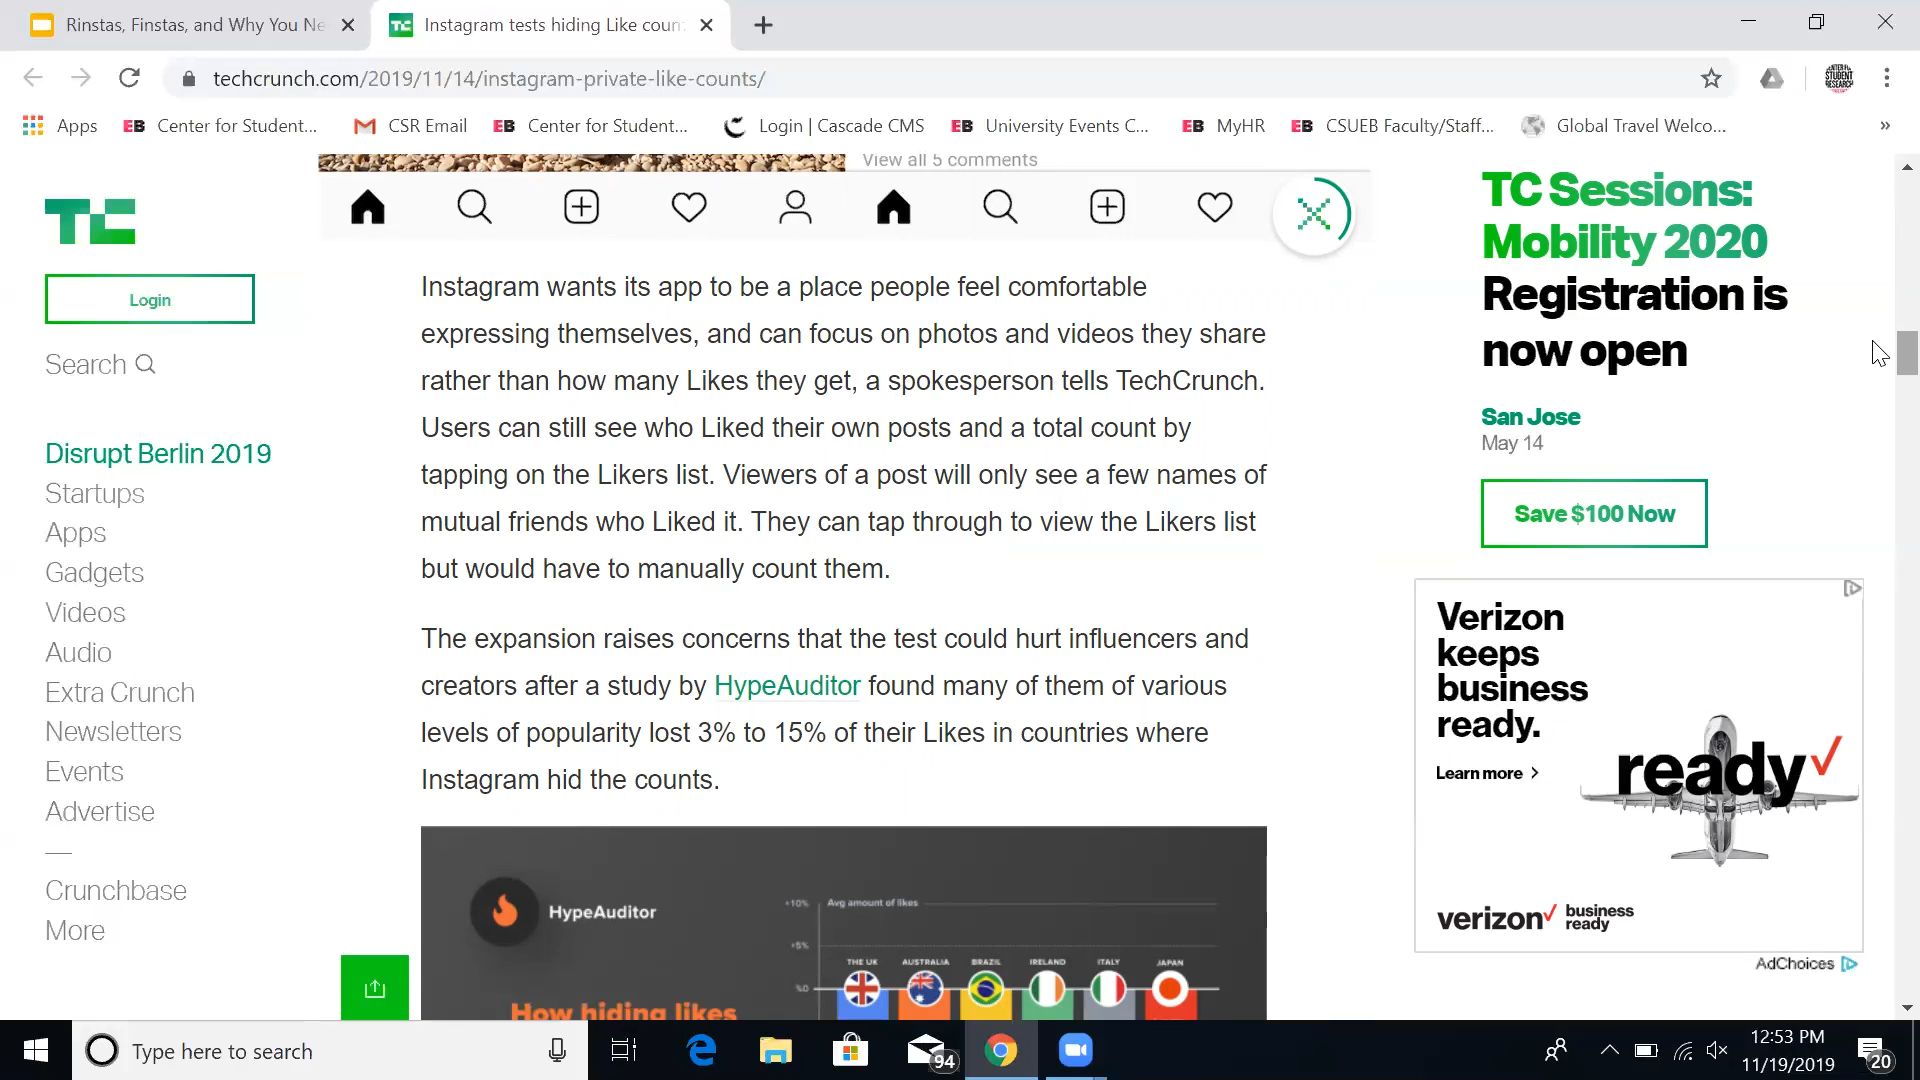 Rinstas, Finstas, and Why You Ne
Instagram tests hiding Like coun
techcrunch.com/2019/11/14/instagram-private-like-counts/
Apps
EB Center for Student...
CSR Email
EB Center for Student...
Login | Cascade CMS
EB University Events C...
EB MyHR
EB CSUEB Faculty/Staff...
Global Travel Welco...
»
View all 5 comments
TC
Login
Search
Disrupt Berlin 2019
Startups
Apps
Gadgets
Videos
Audio
Extra Crunch
Newsletters
Events
Advertise
—
Crunchbase
More
Instagram wants its app to be a place people feel comfortable
expressing themselves, and can focus on photos and videos they share
rather than how many Likes they get, a spokesperson tells TechCrunch.
Users can still see who Liked their own posts and a total count by
tapping on the Likers list. Viewers of a post will only see a few names of
mutual friends who Liked it. They can tap through to view the Likers list
but would have to manually count them.
The expansion raises concerns that the test could hurt influencers and
creators after a study by HypeAuditor found many of them of various
levels of popularity lost 3% to 15% of their Likes in countries where
Instagram hid the counts.
HypeAuditor
How hiding likes
+10%
Avg amount of likes
+5%
THE UK
AUSTRALIA
BRAZIL
IRELAND
ITALY
JAPAN
%0
TC Sessions:
Mobility 2020
Registration is
now open
San Jose
May 14
Save $100 Now
Verizon
keeps
business
ready.
Learn more
ready
verizon
business
ready
AdChoices
Type here to search
94
12:53 PM
11/19/2019
20